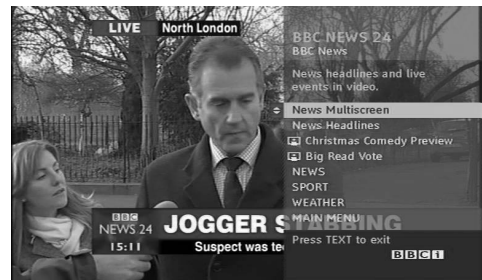 LIVE North London
BBC NEWS 24
BBC News
News headlines and live
events in video.
News Multiscreen
News Headlines
Christmas Comedy Preview
Big Read Vote
NEWS
SPORT
WEATHER
MAIN MENU
Press TEXT to exit
BBC 1
BBC
NEWS 24
15:11
JOGGER STABBING
Suspect was